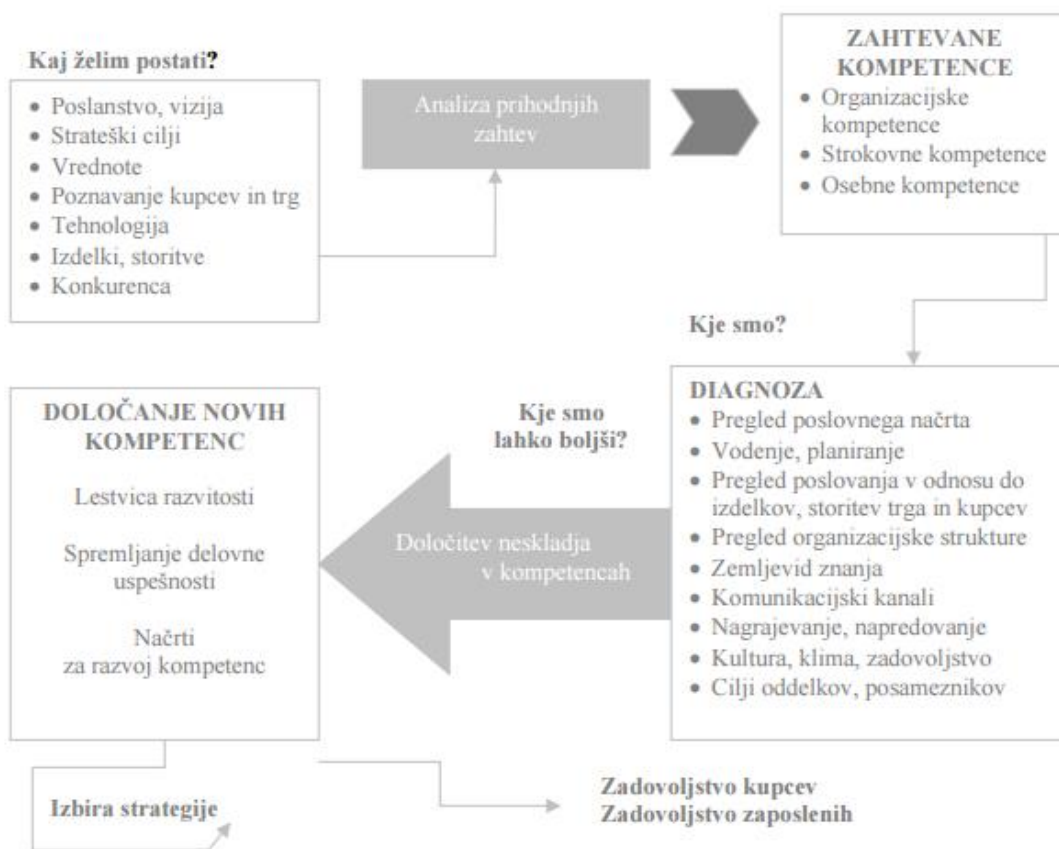 Kaj želim postati?
• Poslanstvo, vizija
• Strateški cilji
• Vrednote
• Poznavanje kupcev in trg
• Tehnologija
• Izdelki, storitve
• Konkurenca
Analiza prihodnjih
zahtev
ZAHTEVANE
KOMPETENCE
• Organizacijske
kompetence
• Strokovne kompetence
• Osebne kompetence
Kje smo?
DIAGNOZA
• Pregled poslovnega načrta
• Vodenje, planiranje
• Pregled poslovanja v odnosu do
izdelkov, storitev trga in kupcev
• Pregled organizacijske strukture
• Zemljevid znanja
• Komunikacijski kanali
• Nagrajevanje, napredovanje
• Kultura, klima, zadovoljstvo
• Cilji oddelkov, posameznikov
Kje smo
lahko boljši?
Določitev neskladja
v kompetencah
DOLOČANJE NOVIH
KOMPETENC
Lestvica razvitosti
Spremljanje delovne
uspešnosti
Načrti
za razvoj kompetenc
Izbira strategije
Zadovoljstvo kupcev
Zadovoljstvo zaposlenih